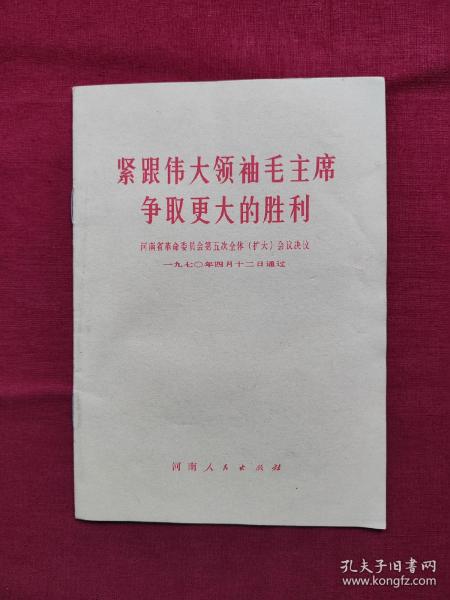 紧跟伟大领袖毛主席
争取更大的胜利
河南省革命委员会第五次全体(扩大)会议决议
一九七〇年四月十二日通过
河南人民出版社
孔夫子旧书网
www.kongfz.com